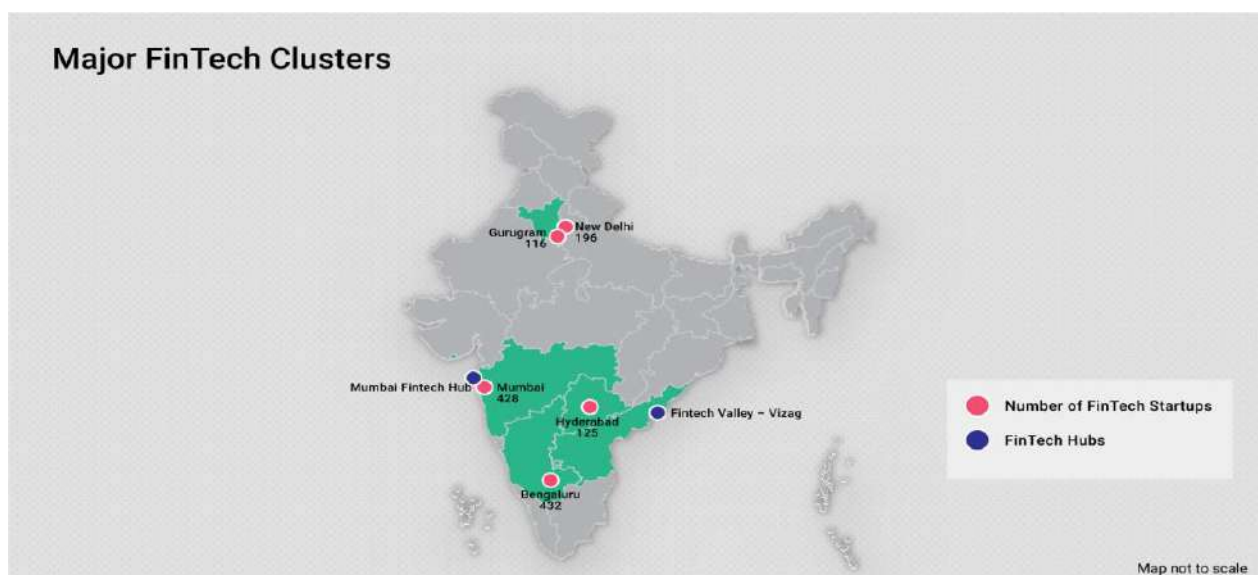 Major FinTech Clusters
New Delhi
196
Gurugram
116
Mumbai Fintech Hub
Mumbai
428
Hyderabad
125
Fintech Valley – Vizag
Bengaluru
432
Number of FinTech Startups
FinTech Hubs
Map not to scale